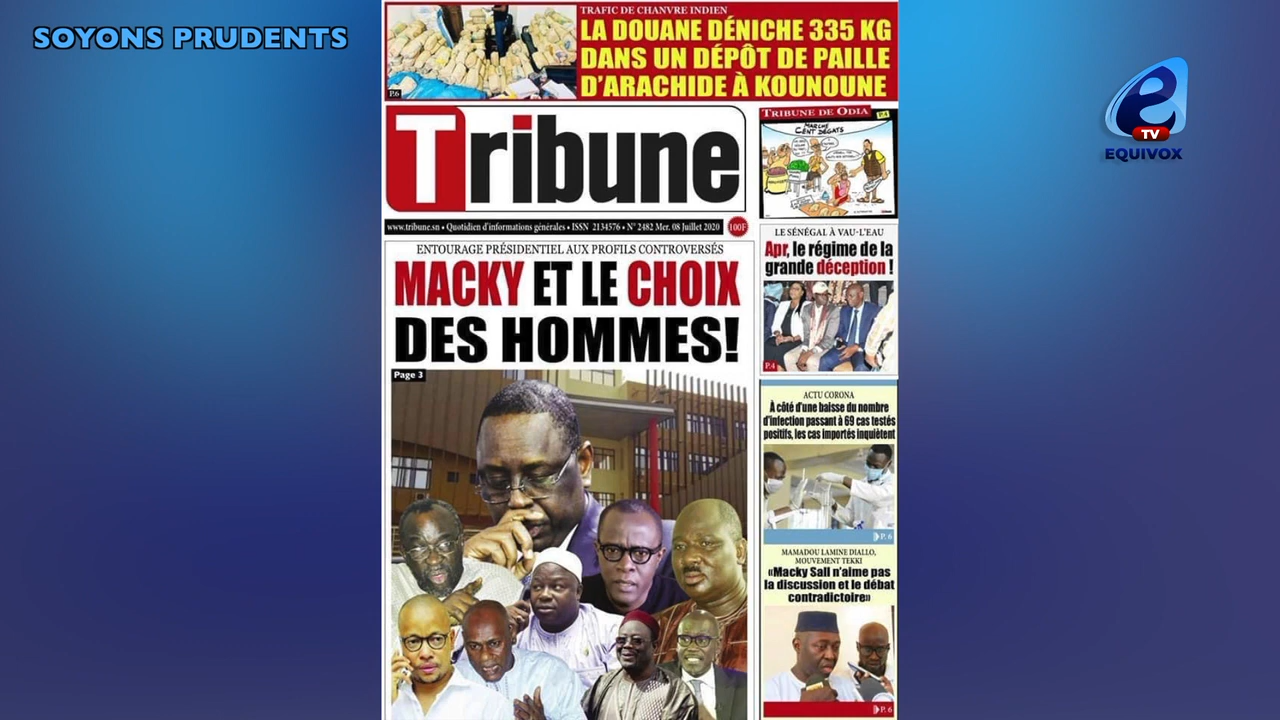 SOYONS PRUDENTS
TRAFIC DE CHANVRE INDIEN
LA DOUANE DÉNICHE 335 KG
DANS UN DÉPÔT DE PAILLE
D'ARACHIDE À KOUNOUNE
P.6
Tribune
www.tribune.sn • Quotidien d'informations générales • ISSN 2134576 • N° 2482 Mer. 08 Juillet 2020
100F
ENTOURAGE PRÉSIDENTIEL AUX PROFILS CONTROVERSÉS
MACKY ET LE CHOIX
DES HOMMES!
Page 3
TRIBUNE DE ODIA
P.4
MARCHE
CENT DÉGATS
LE SÉNÉGAL À VAU-L'EAU
Apr, le régime de la
grande déception !
P.4
ACTU CORONA
À côté d'une baisse du nombre
d'infection passant à 69 cas testés
positifs, les cas importés inquiètent
P. 6
MAMADOU LAMINE DIALLO,
MOUVEMENT TEKKI
«Macky Sall n'aime pas
la discussion et le débat
contradictoire»
P. 6
e
TV
EQUIVOX